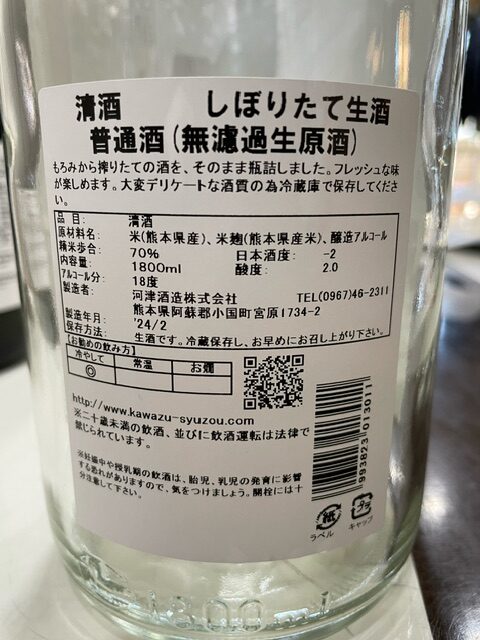 清酒 しぼりたて生酒
普通酒(無濾過生原酒)
もろみから搾りたての酒を、そのまま瓶詰しました。フレッシュな味
が楽しめます。大変デリケートな酒質の為冷蔵庫で保存してくださ
い。
品 目: 清酒
原材料名: 米(熊本県産)、米麹(熊本県産米)、醸造アルコール
精米歩合: 70% 日本酒度: -2
内容量: 1800ml 酸度: 2.0
アルコール分: 18度
製造者: 河津酒造株式会社 TEL(0967)46-2311
熊本県阿蘇郡小国町宮原1734-2
製造年月: '24/2
保存方法: 生酒です。冷蔵保存し、お早めにお召し上がり下さい。
【お勧めの飲み方】
冷やして 常温 お燗
◎
http://www.kawazu-syuzou.com
※二十歳未満の飲酒、並びに飲酒運転は法律で
禁じられています。
※妊娠中や授乳期の飲酒は、胎児、乳児の発育に影響
する恐れがありますので、気をつけましょう。開栓には十
分注意して下さい。
993823 013011
紙 ラベル
タラ キャップ
1800ml